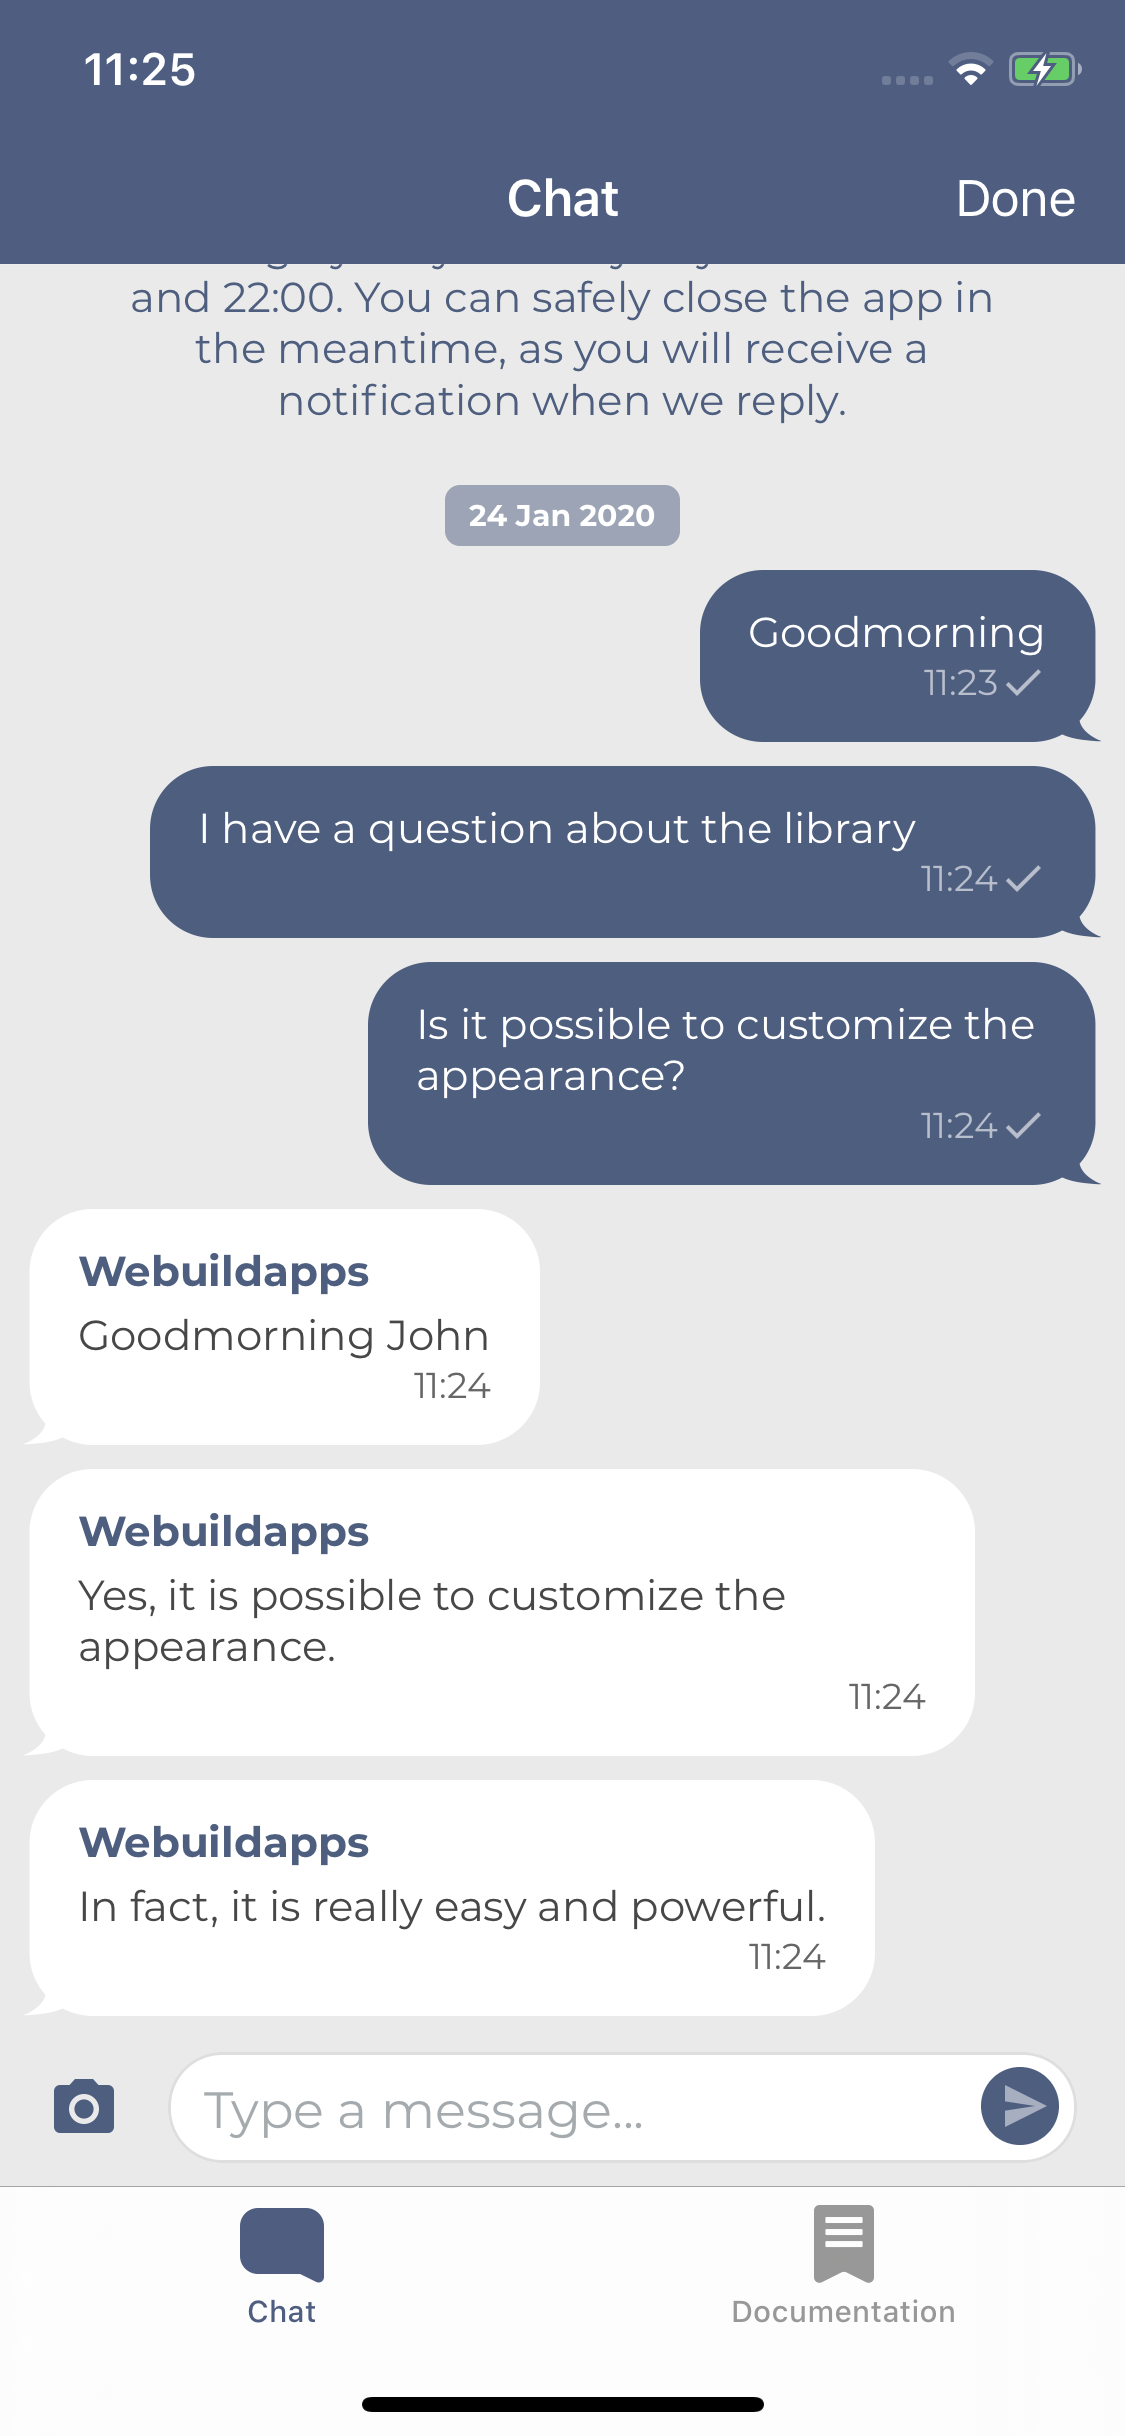 11:25
Chat
Done
and 22:00. You can safely close the app in
the meantime, as you will receive a
notification when we reply.
24 Jan 2020
Goodmorning
11:23
I have a question about the library
11:24
Is it possible to customize the
appearance?
11:24
Webuildapps
Goodmorning John
11:24
Webuildapps
Yes, it is possible to customize the
appearance.
11:24
Webuildapps
In fact, it is really easy and powerful.
11:24
Type a message...
Chat
Documentation